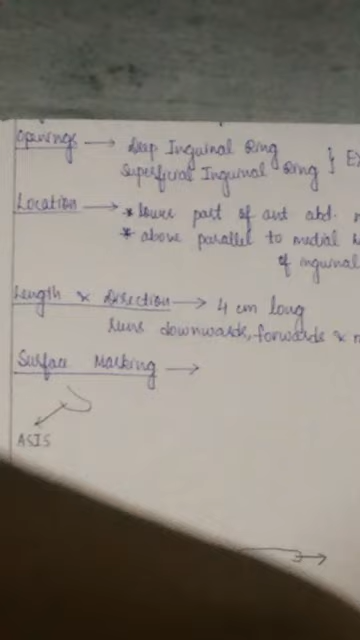 Openings → Deep Inguinal Ring
Superficial Inguinal Ring } Ex
Location → * lower part of ant abd.
* above parallel to medial
of inguinal
Length & Direction → 4 cm long
runs downwards, forwards &
Surface Marking →
ASIS